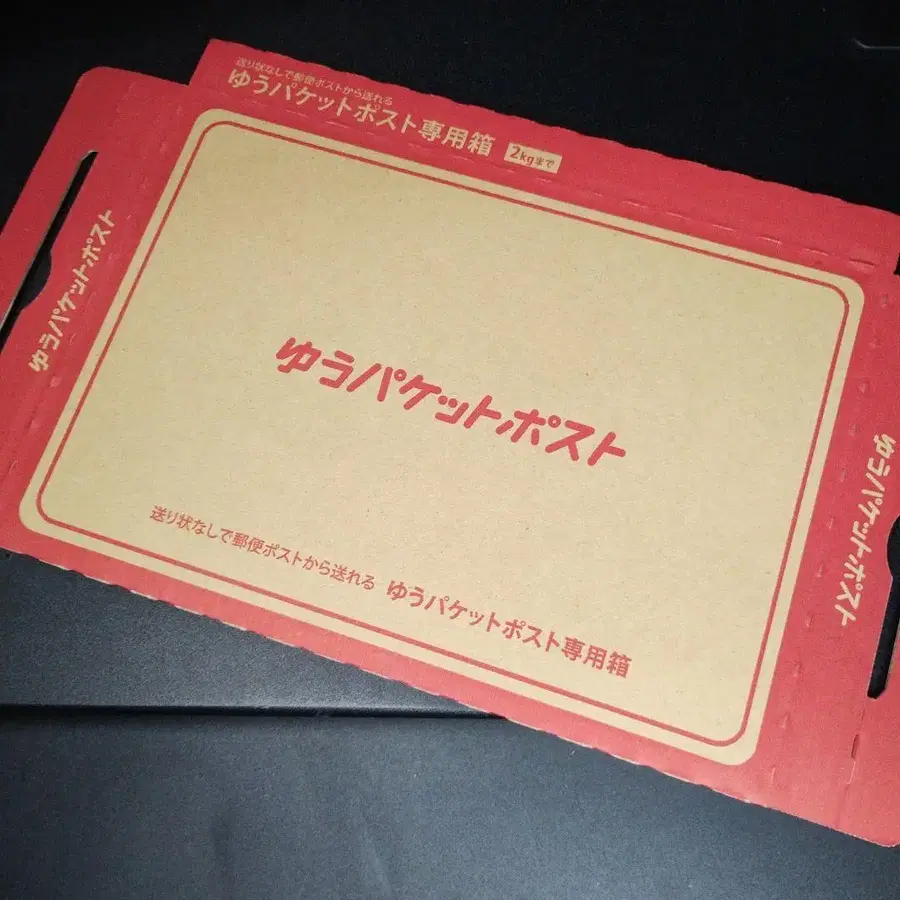 送り状なしで郵便ポストから送れる
ゆうパケットポスト専用箱 2kgまで
ゆうパケットポスト
ゆうパケットポスト
送り状なしで郵便ポストから送れる ゆうパケットポスト専用箱
ゆうパケットポスト